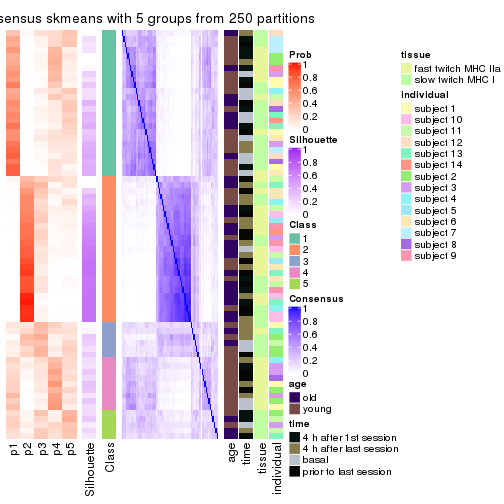 sensus skmeans with 5 groups from 250 partitions
p1
p2
p3
p4
p5
Silhouette
Class
age
time
tissue
individual
Prob
1
0.8
0.6
0.4
0.2
0
Silhouette
1
0.8
0.6
0.4
0.2
0
Class
1
2
3
4
5
Consensus
1
0.8
0.6
0.4
0.2
0
age
old
young
time
4 h after 1st session
4 h after last session
basal
prior to last session
tissue
fast twitch MHC IIa
slow twitch MHC I
individual
subject 1
subject 10
subject 11
subject 12
subject 13
subject 14
subject 2
subject 3
subject 4
subject 5
subject 6
subject 7
subject 8
subject 9